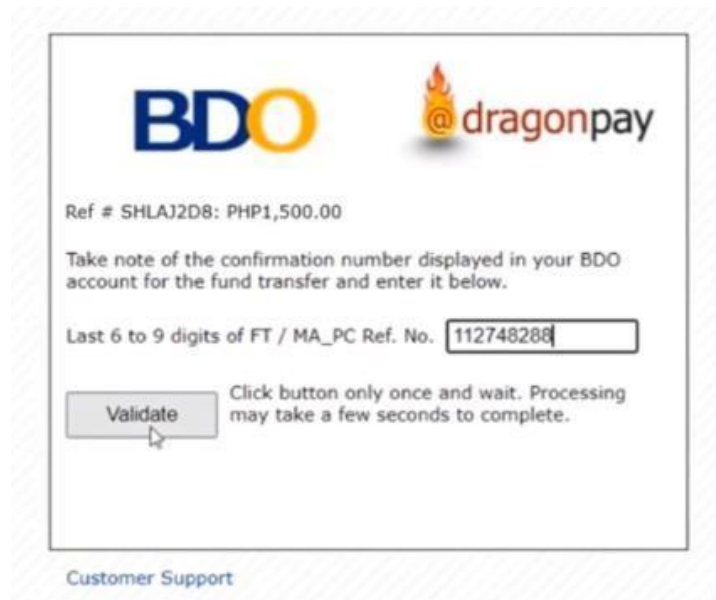 BDO
@dragonpay
Ref # SHLAJ2D8: PHP1,500.00
Take note of the confirmation number displayed in your BDO
account for the fund transfer and enter it below.
Last 6 to 9 digits of FT / MA_PC Ref. No. 112748288
Click button only once and wait. Processing
Validate may take a few seconds to complete.
Customer Support